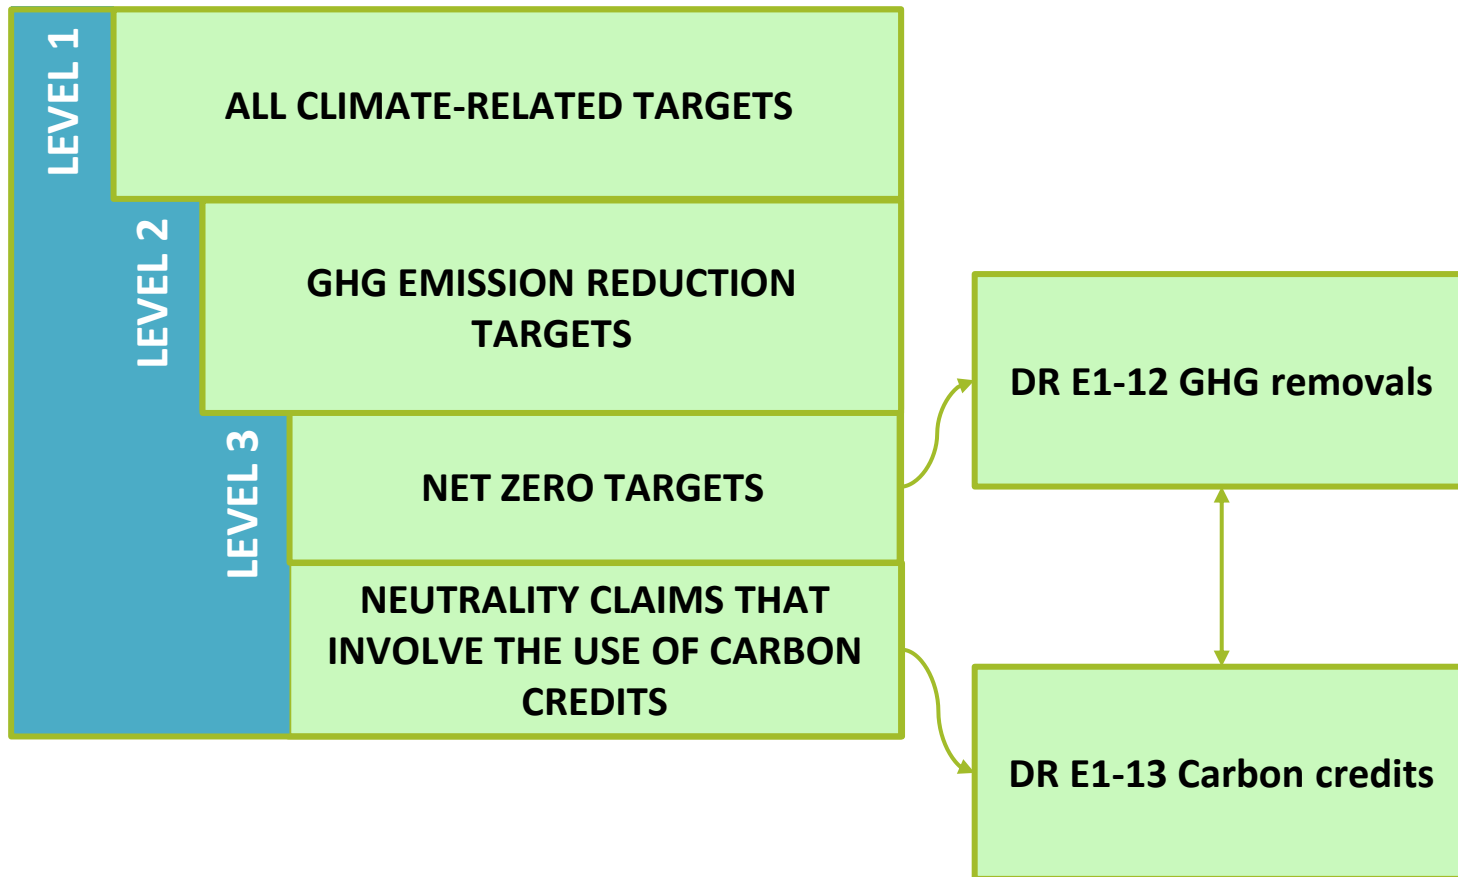 LEVEL 1
ALL CLIMATE-RELATED TARGETS
LEVEL 2
GHG EMISSION REDUCTION
TARGETS
LEVEL 3
NET ZERO TARGETS
NEUTRALITY CLAIMS THAT
INVOLVE THE USE OF CARBON
CREDITS
DR E1-12 GHG removals
DR E1-13 Carbon credits